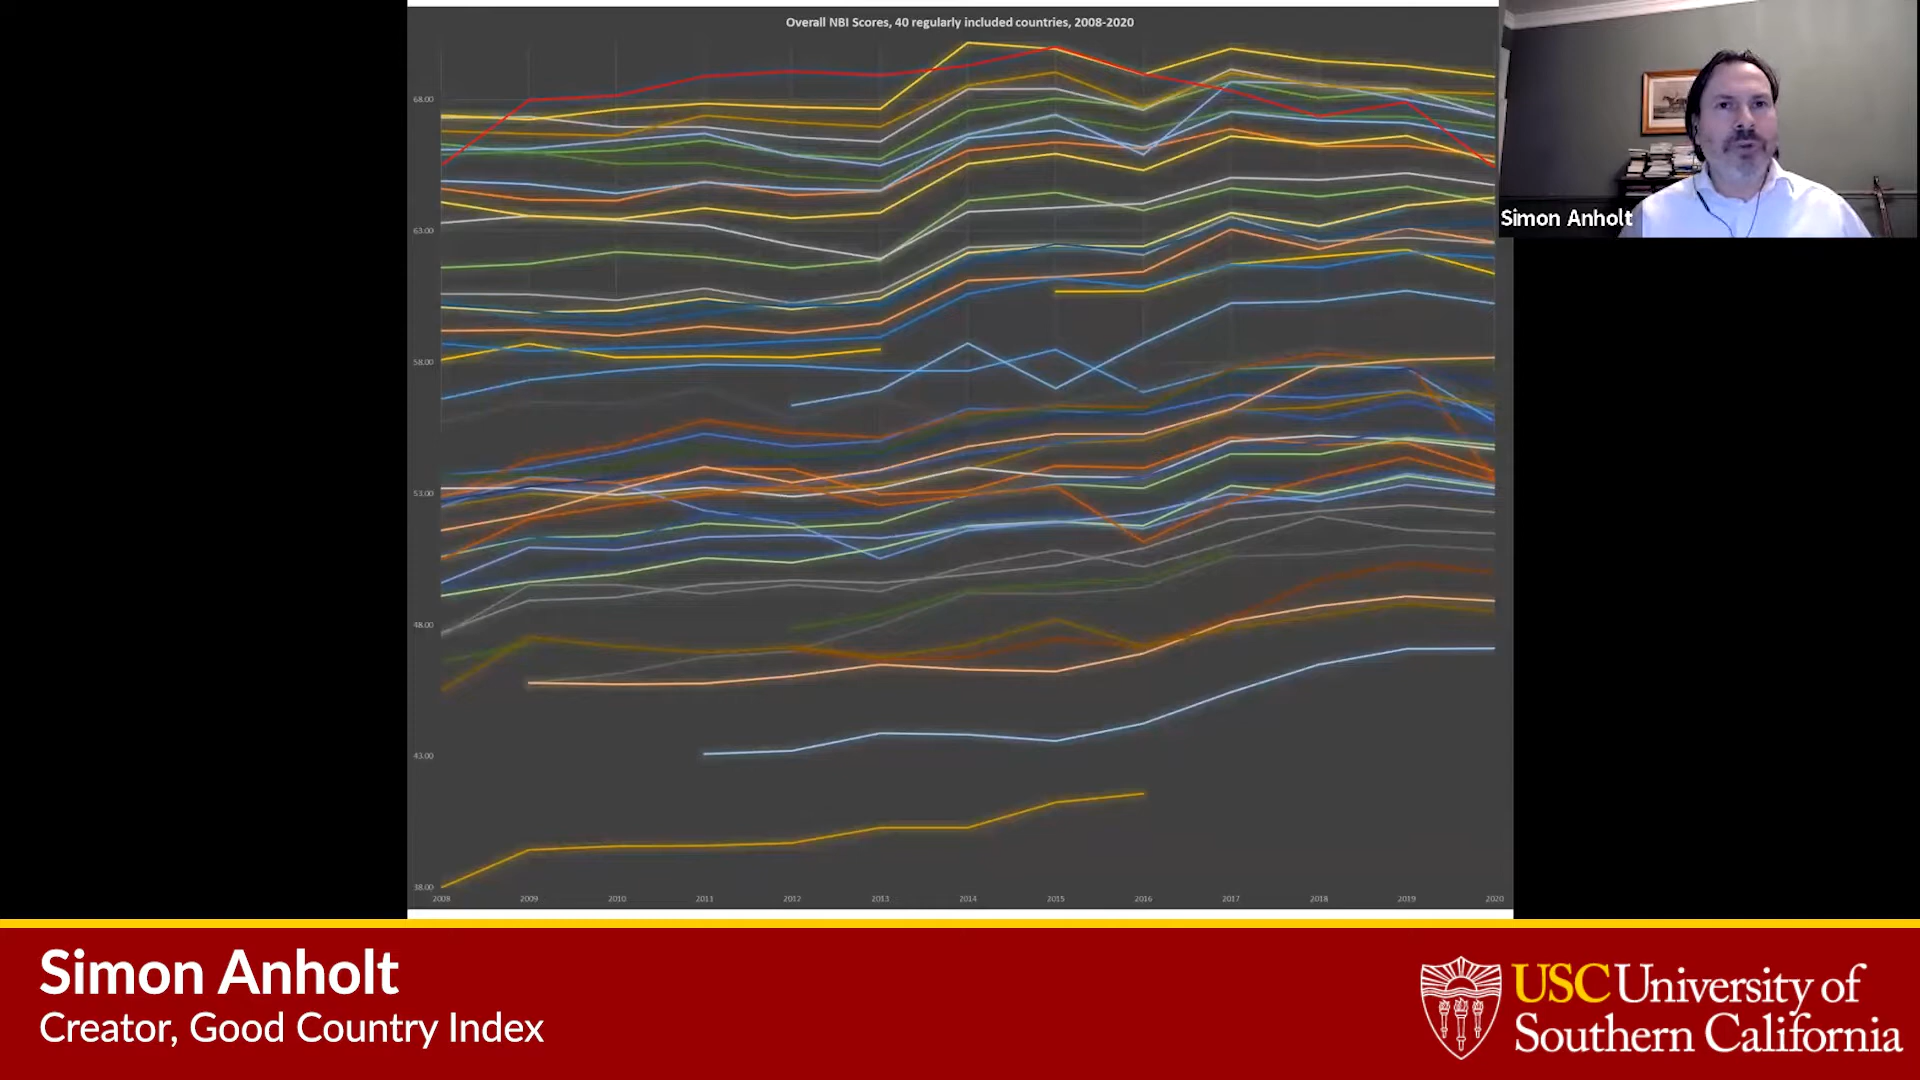 Overall NBI Scores, 40 regularly included countries, 2008-2020
68.00
63.00
58.00
53.00
48.00
43.00
38.00
2008 2009 2010 2011 2012 2013 2014 2015 2016 2017 2018 2019 2020
Simon Anholt
Simon Anholt
Creator, Good Country Index
USC University of
Southern California